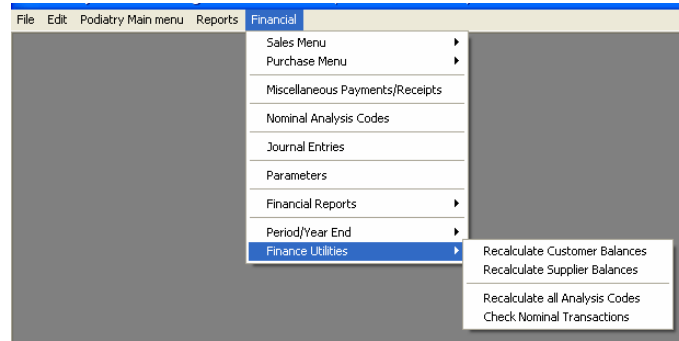 File Edit Podiatry Main menu Reports Financial
Sales Menu
Purchase Menu
Miscellaneous Payments/Receipts
Nominal Analysis Codes
Journal Entries
Parameters
Financial Reports
Period/Year End
Finance Utilities
Recalculate Customer Balances
Recalculate Supplier Balances
Recalculate all Analysis Codes
Check Nominal Transactions